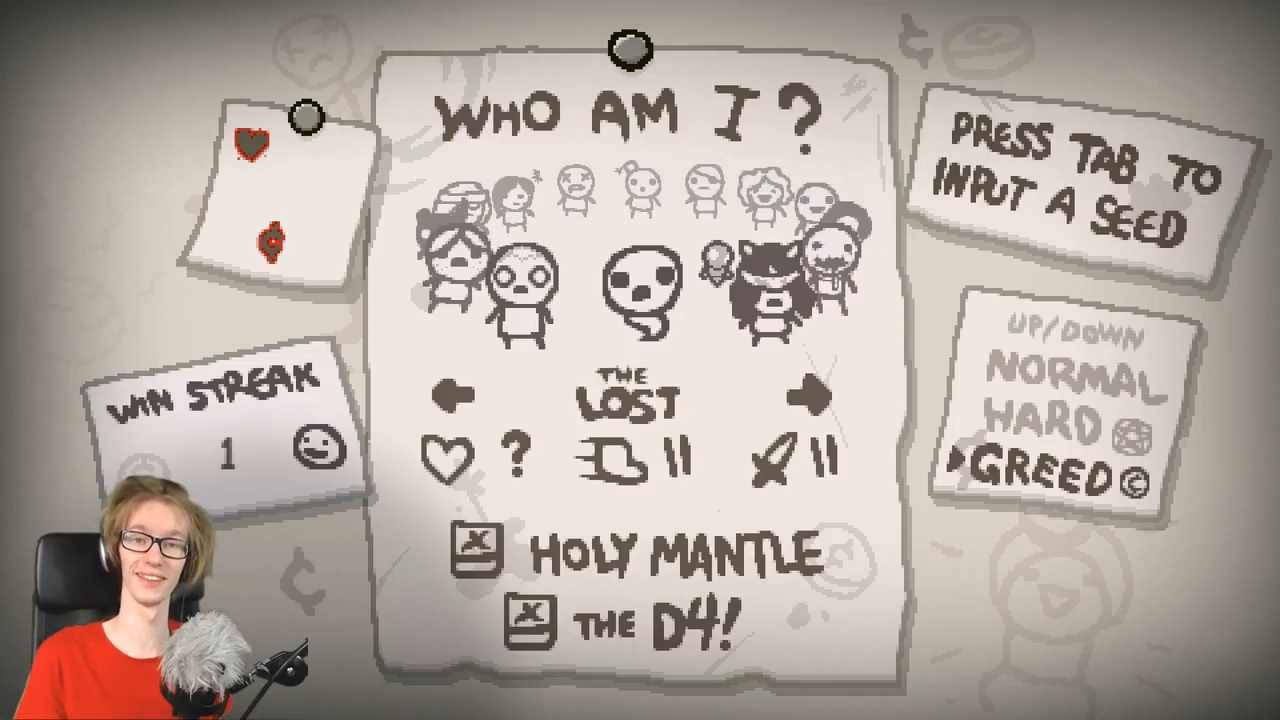 WHO AM I?
PRESS TAB TO
INPUT A SEED
WIN STREAK
1
THE
LOST
?
HOLY MANTLE
THE D4!
UP/DOWN
NORMAL
HARD
GREED ©